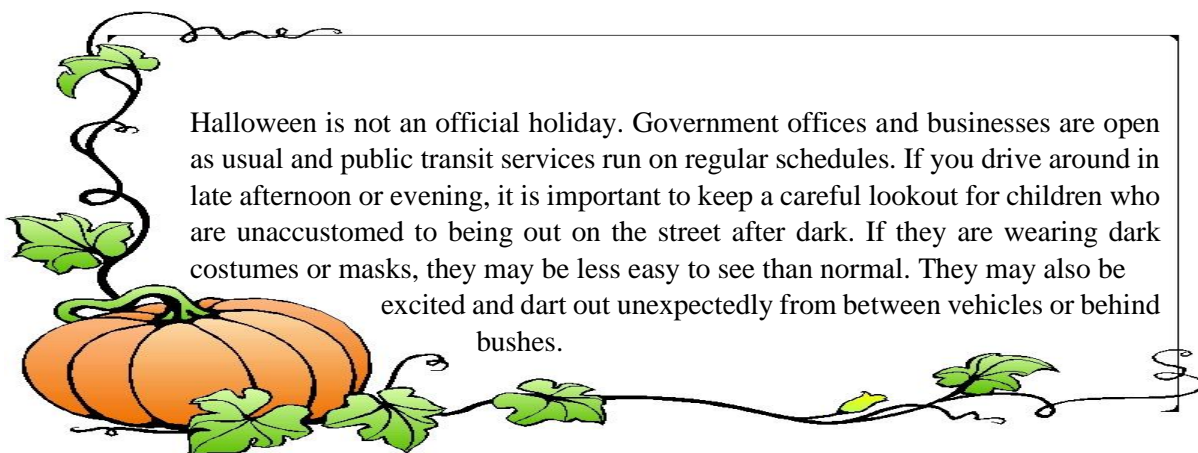 Halloween is not an official holiday. Government offices and businesses are open
as usual and public transit services run on regular schedules. If you drive around in
late afternoon or evening, it is important to keep a careful lookout for children who
are unaccustomed to being out on the street after dark. If they are wearing dark
costumes or masks, they may be less easy to see than normal. They may also be
excited and dart out unexpectedly from between vehicles or behind
bushes.